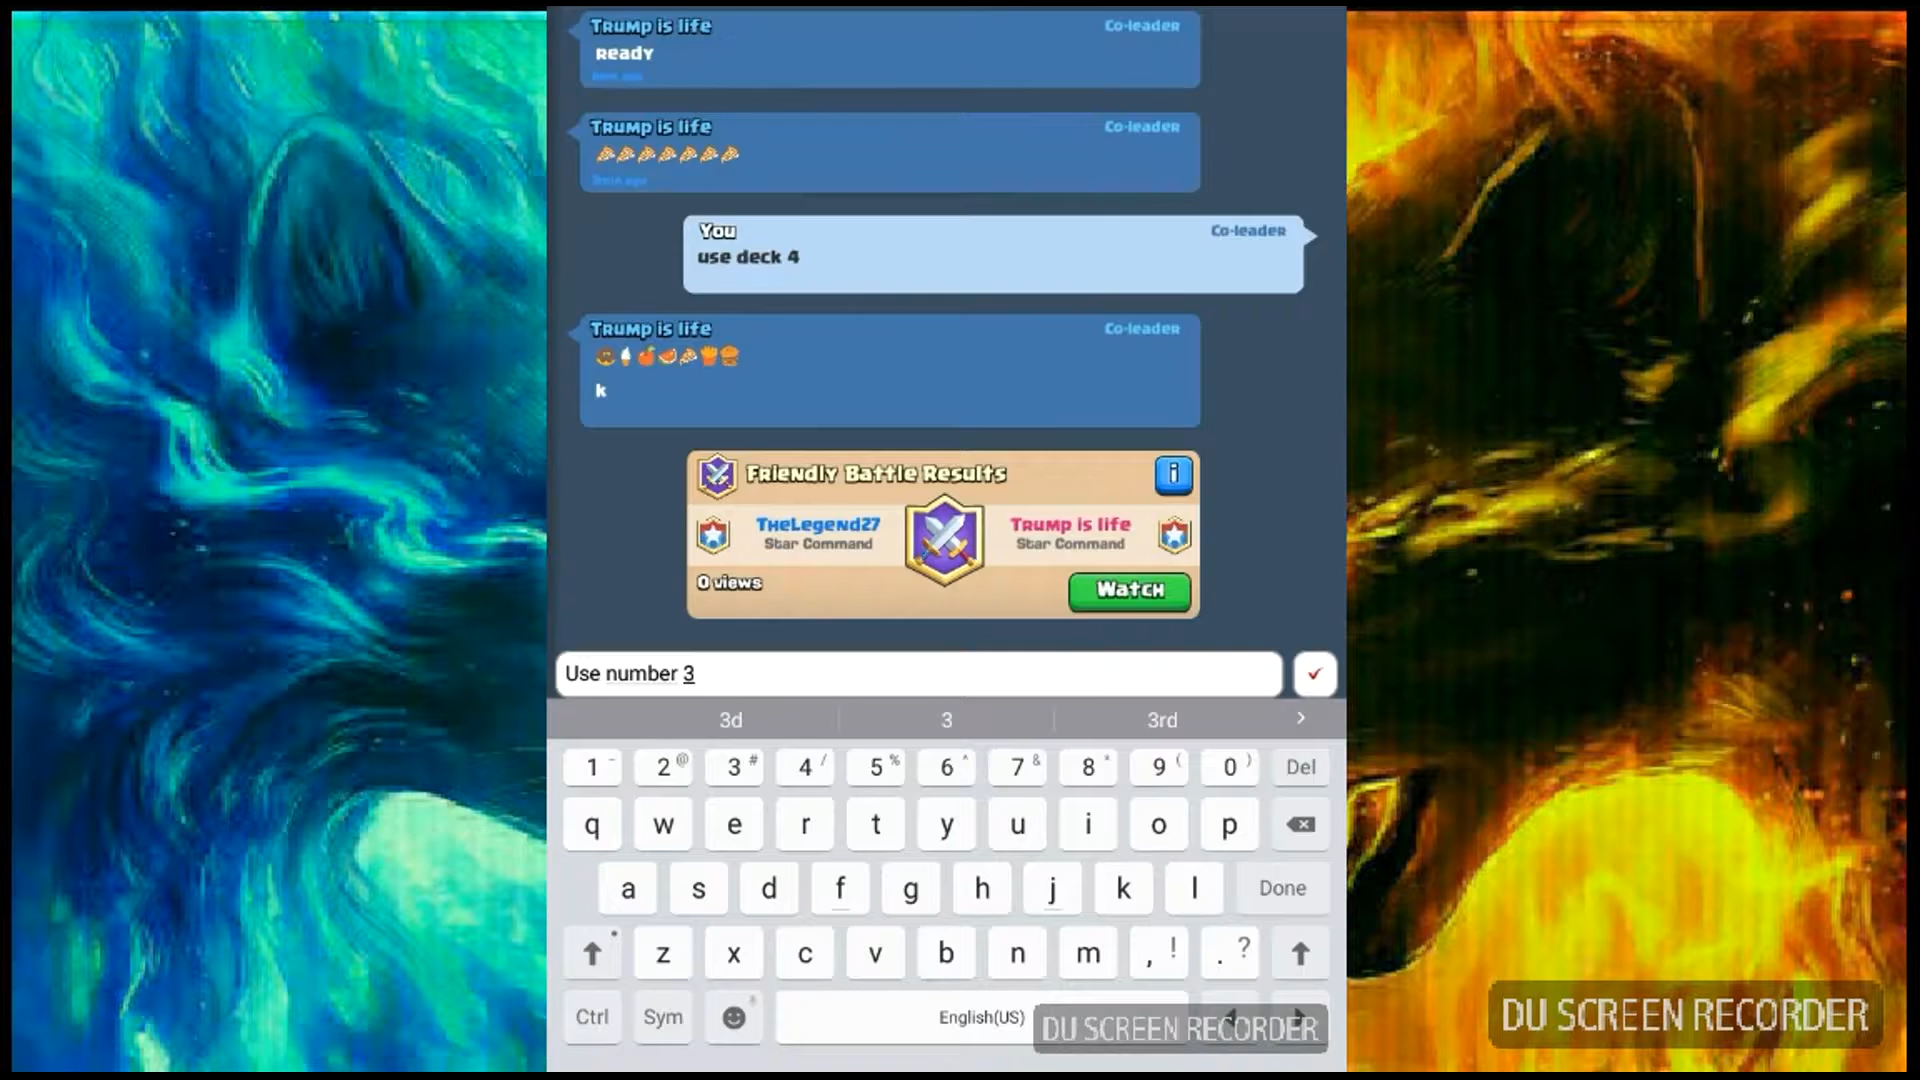 Trump is life Co-leader
ready
Trump is life Co-leader
You Co-leader
use deck 4
Trump is life Co-leader
k
Friendly Battle Results i
TheLegend27 Trump is life
Star Command Star Command
0 views Watch
Use number 3
3d 3 3rd
1 - 2 @ 3 # 4 / 5 % 6 ^ 7 & 8 * 9 ( 0 ) Del
q w e r t y u i o p
a s d f g h j k l Done
z x c v b n m , ! . ?
Ctrl Sym English(US)
DU SCREEN RECORDER
DU SCREEN RECORDER